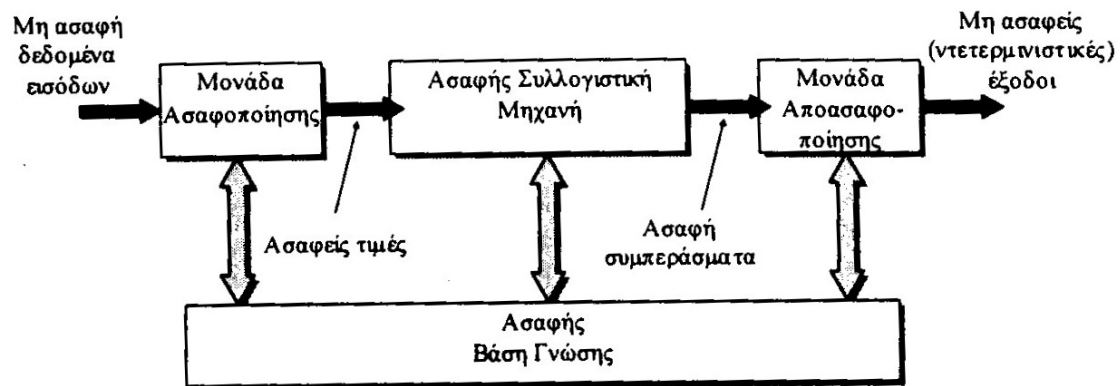 Μη ασαφή
δεδομένα
εισόδων
Μονάδα
Ασαφοποίησης
Ασαφής Συλλογιστική
Μηχανή
Μονάδα
Αποασαφο-
ποίησης
Μη ασαφείς
(ντετερμινιστικές)
έξοδοι
Ασαφείς τιμές
Ασαφή
συμπεράσματα
Ασαφής
Βάση Γνώσης